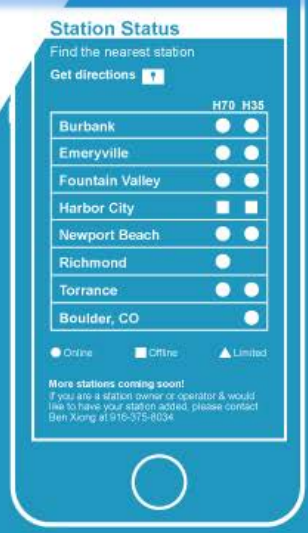 Station Status
Find the nearest station
Get directions
H70 H35
Burbank
Emeryville
Fountain Valley
Harbor City
Newport Beach
Richmond
Torrance
Boulder, CO
Online Offline Limited
More stations coming soon!
If you are a station owner or operator & would
like to have your station added, please contact
Ben Xiong at 916-375-8034